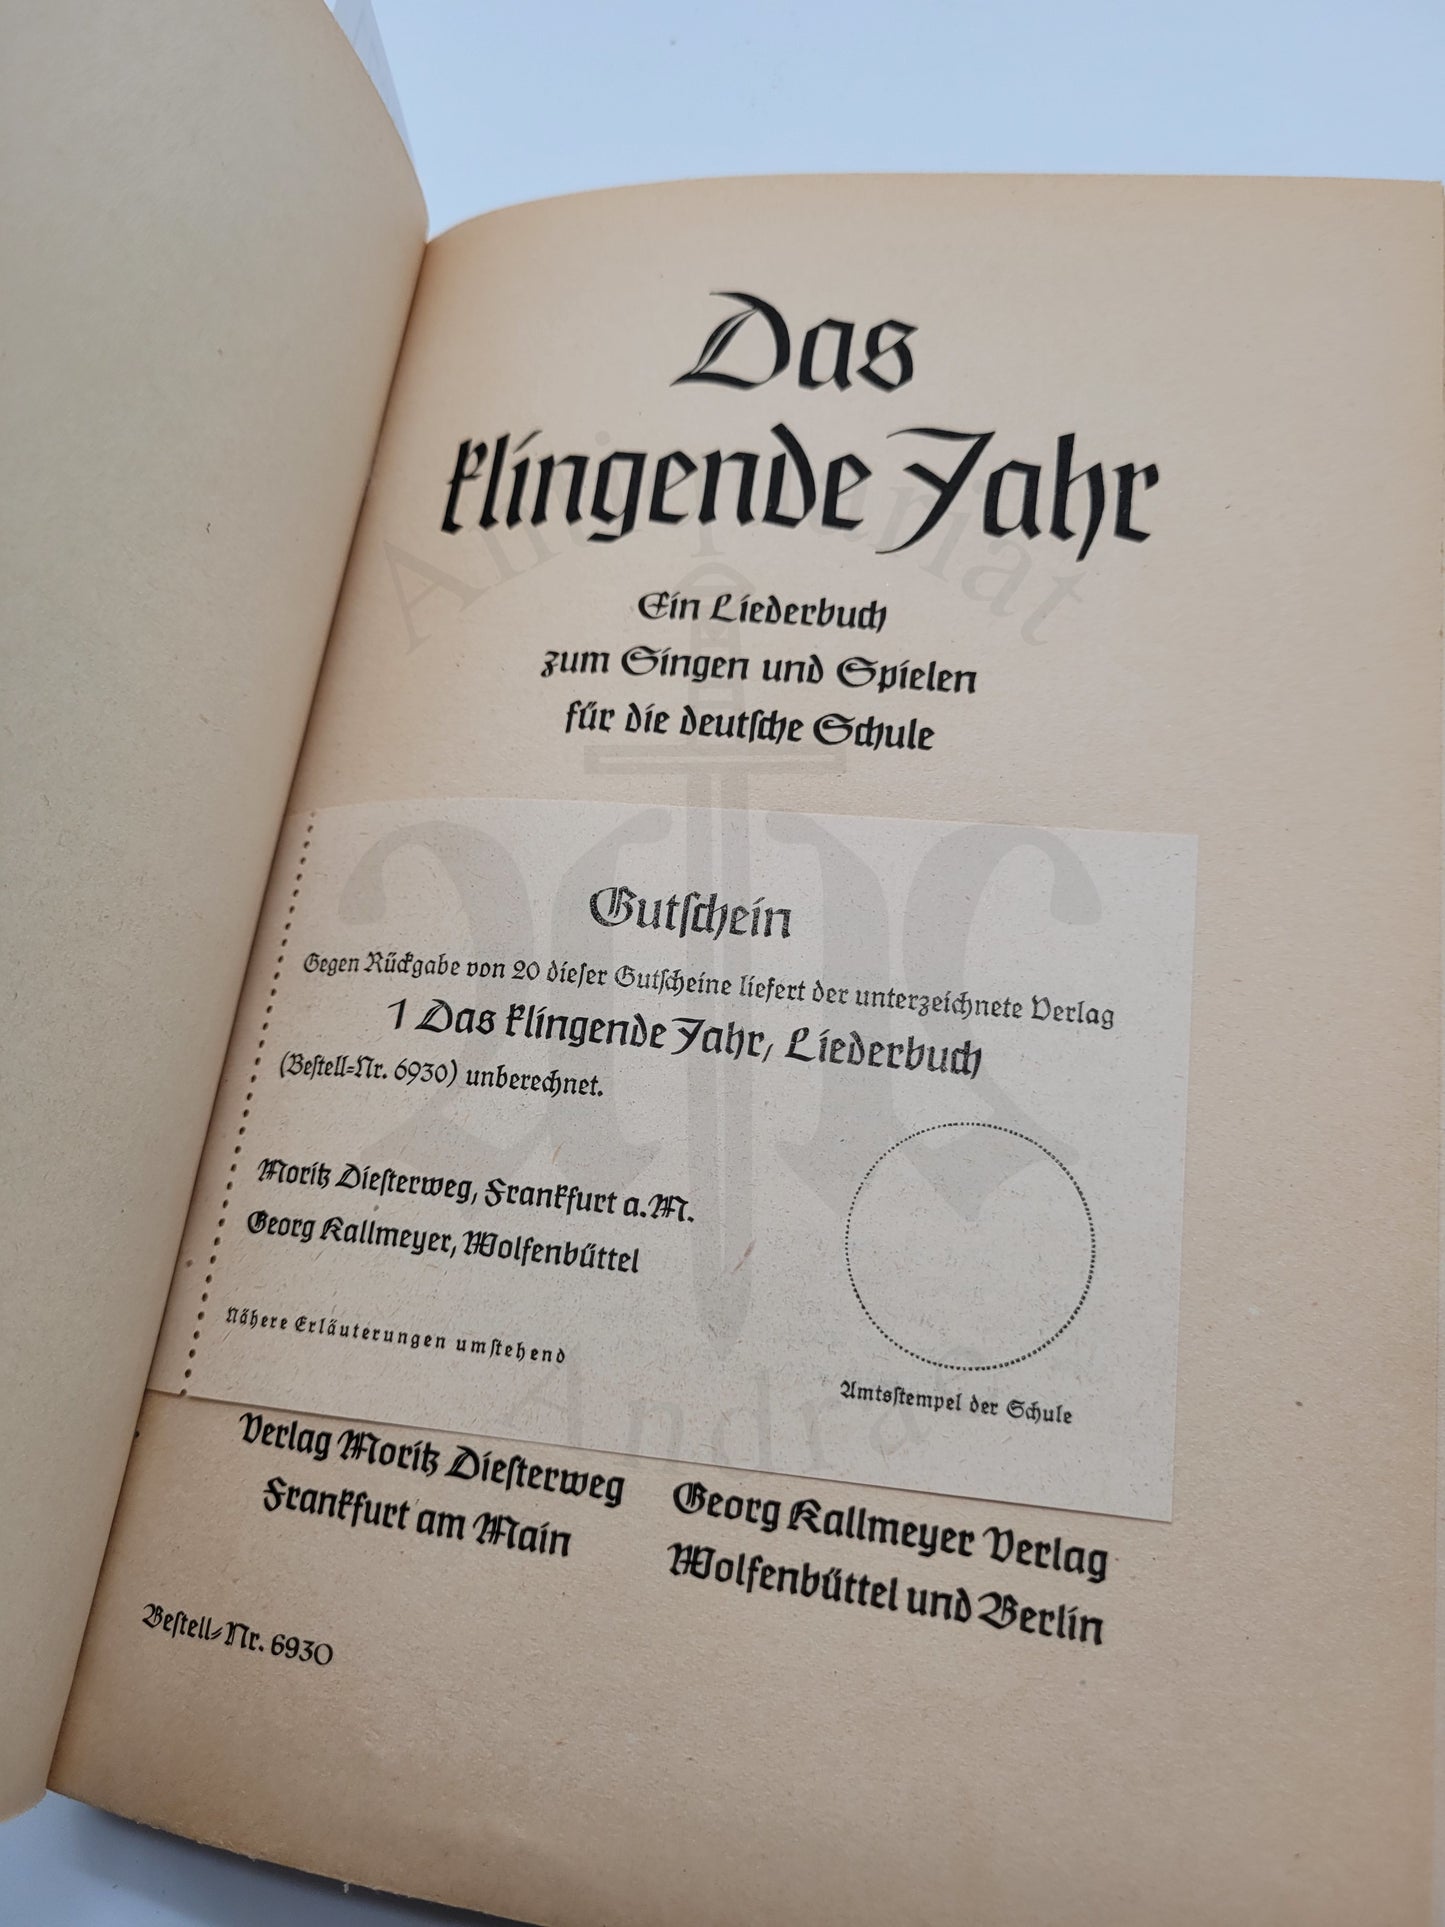 Das
klingende Jahr
Ein Liederbuch
zum Singen und Spielen
für die deutſche Schule
Gutſchein
Gegen Rückgabe von 20 dieſer Gutſcheine liefert der unterzeichnete Verlag
1 Das klingende Jahr, Liederbuch
(Beſtell=Nr. 6930) unberechnet.
Moritz Dieſterweg, Frankfurt a.M.
Georg Kallmeyer, Wolfenbüttel
Nähere Erläuterungen umſtehend
Amtsſtempel der Schule
Verlag Moritz Dieſterweg
Frankfurt am Main
Georg Kallmeyer Verlag
Wolfenbüttel und Berlin
Beſtell=Nr. 6930
Antiquariat